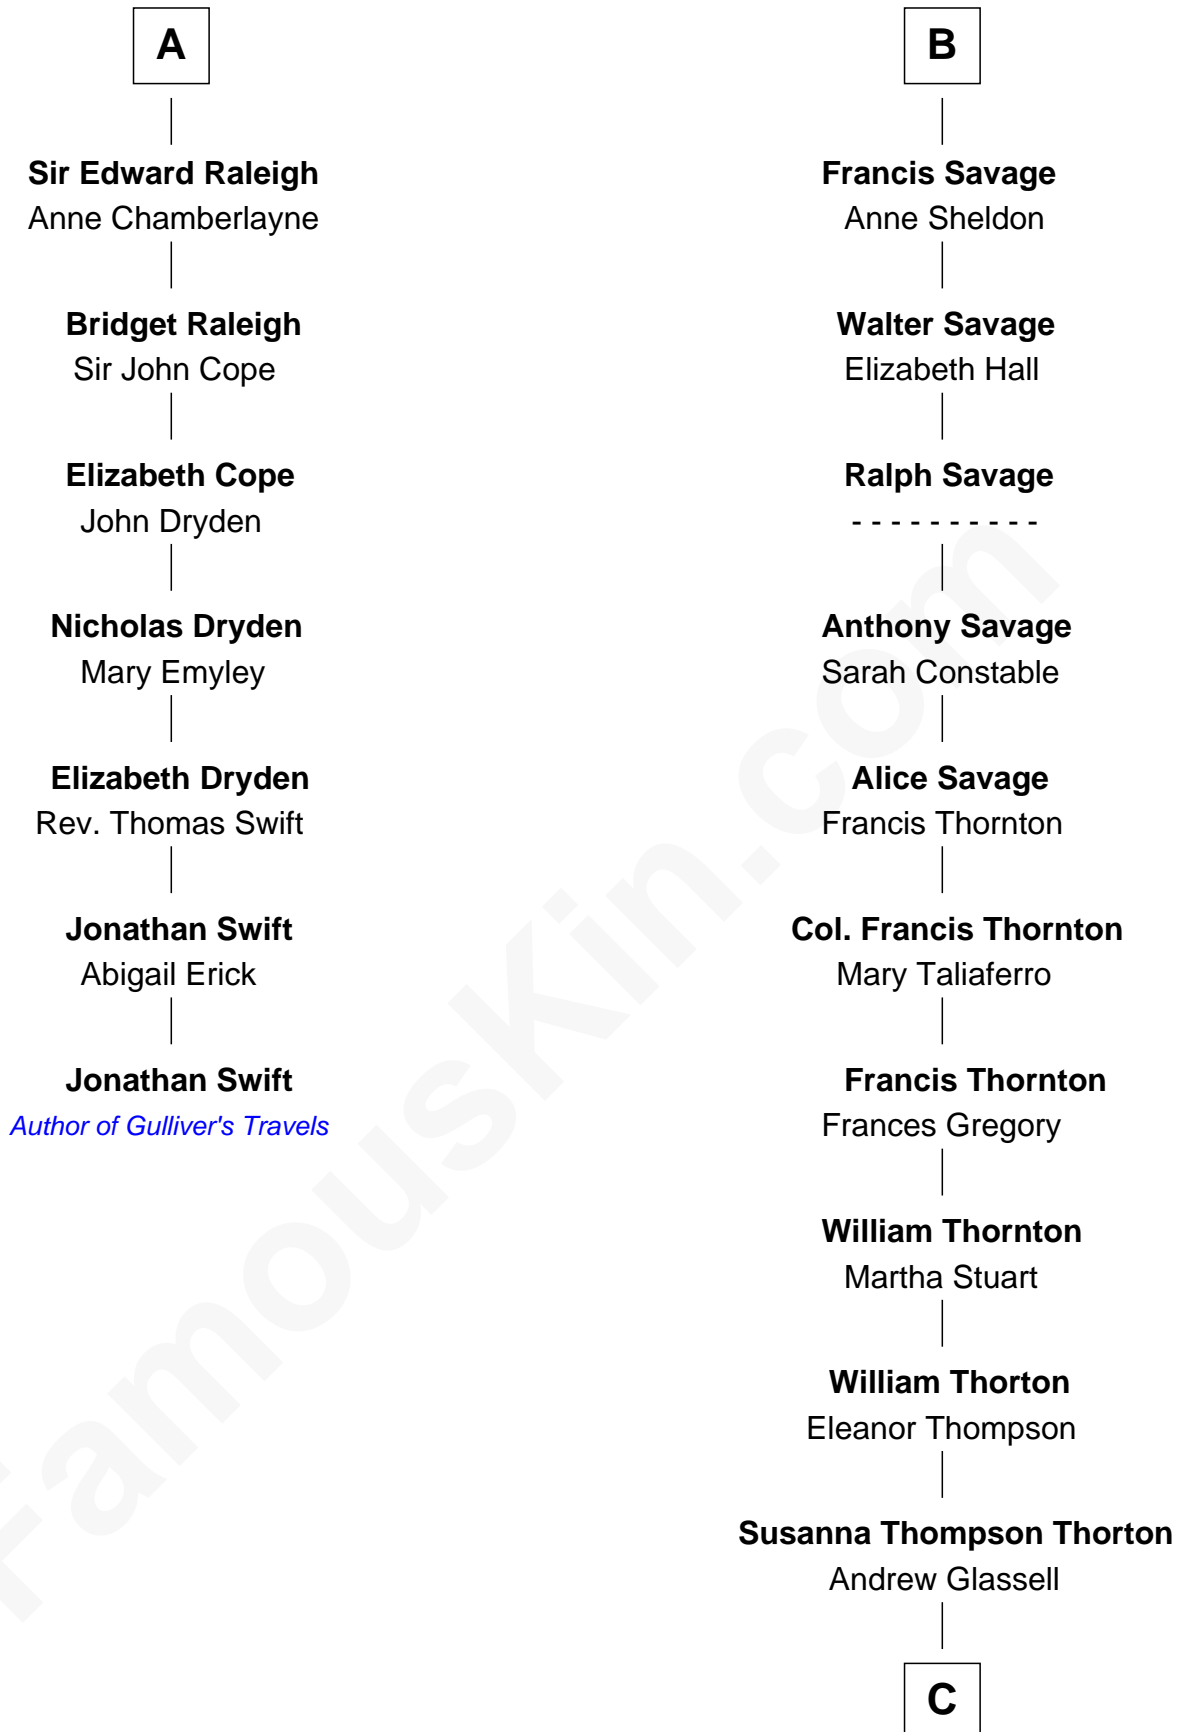 A
Sir Edward Raleigh
Anne Chamberlayne
Bridget Raleigh
Sir John Cope
Elizabeth Cope
John Dryden
Nicholas Dryden
Mary Emyley
Elizabeth Dryden
Rev. Thomas Swift
Jonathan Swift
Abigail Erick
Jonathan Swift
Author of Gulliver's Travels
B
Francis Savage
Anne Sheldon
Walter Savage
Elizabeth Hall
Ralph Savage
- - - - - - - - - -
Anthony Savage
Sarah Constable
Alice Savage
Francis Thornton
Col. Francis Thornton
Mary Taliaferro
Francis Thornton
Frances Gregory
William Thornton
Martha Stuart
William Thorton
Eleanor Thompson
Susanna Thompson Thorton
Andrew Glassell
C
FamousKin.com